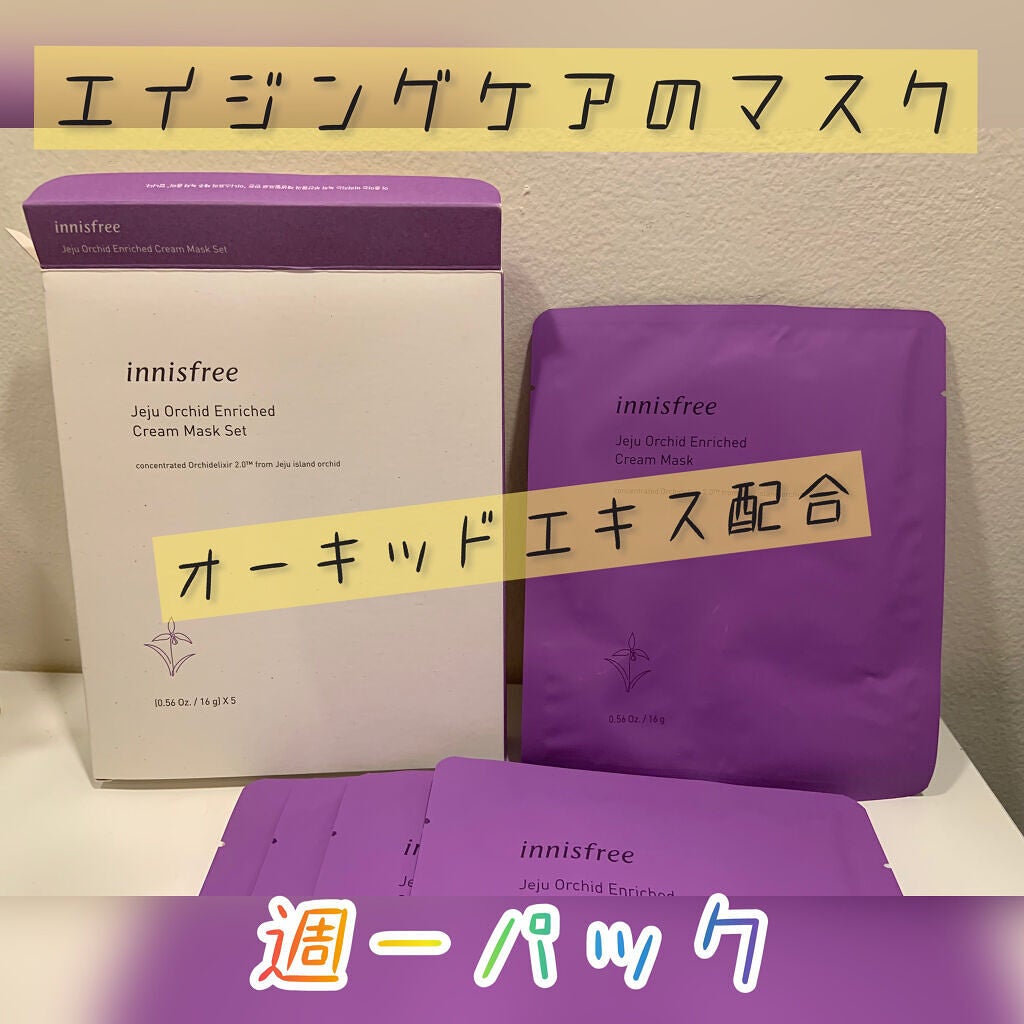 エイジングケアのマスク
innisfree
Jeju Orchid Enriched Cream Mask Set
innisfree
Jeju Orchid Enriched
Cream Mask Set
concentrated Orchidelixir 2.0™ from Jeju island orchid
(0.56 Oz. / 16 g) X 5
innisfree
Jeju Orchid Enriched
Cream Mask
オーキッドエキス配合
0.56 Oz. / 16 g
innisfree
Jeju Orchid Enriched
週一パック